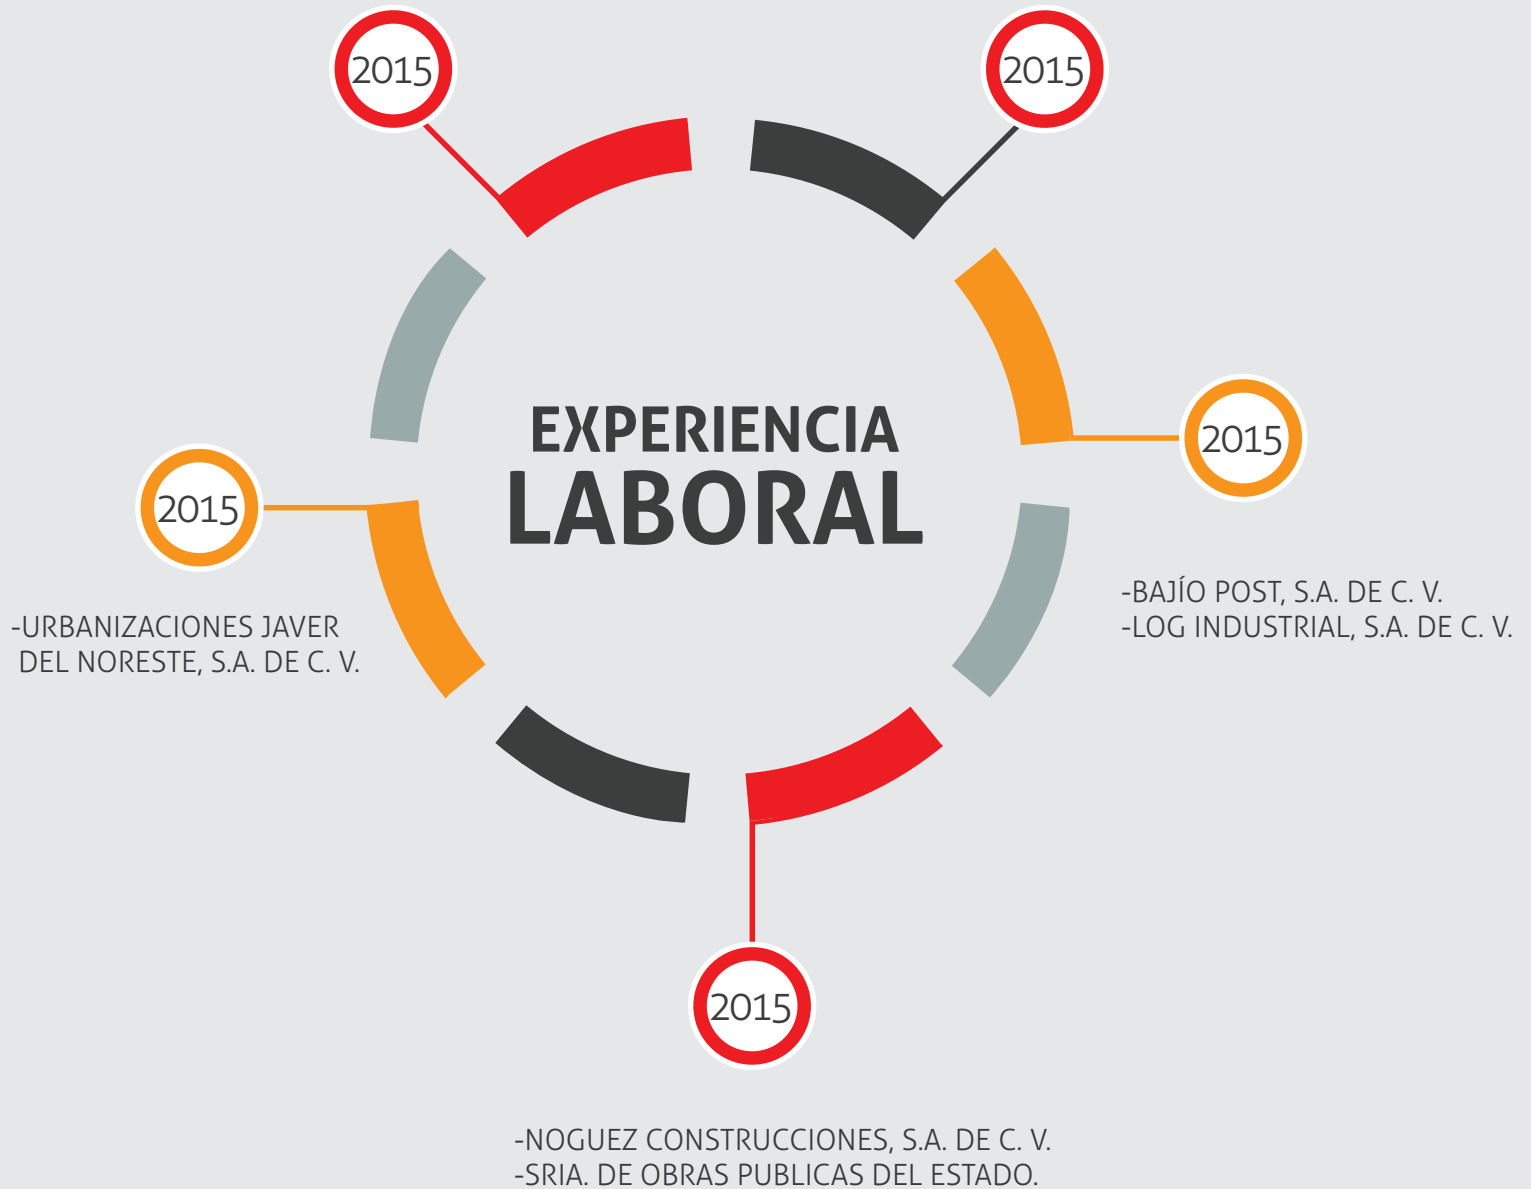 2015
2015
EXPERIENCIA
LABORAL
2015
2015
-BAJÍO POST, S.A. DE C. V.
-LOG INDUSTRIAL, S.A. DE C. V.
-URBANIZACIONES JAVER
DEL NORESTE, S.A. DE C. V.
2015
-NOGUEZ CONSTRUCCIONES, S.A. DE C. V.
-SRIA. DE OBRAS PUBLICAS DEL ESTADO.